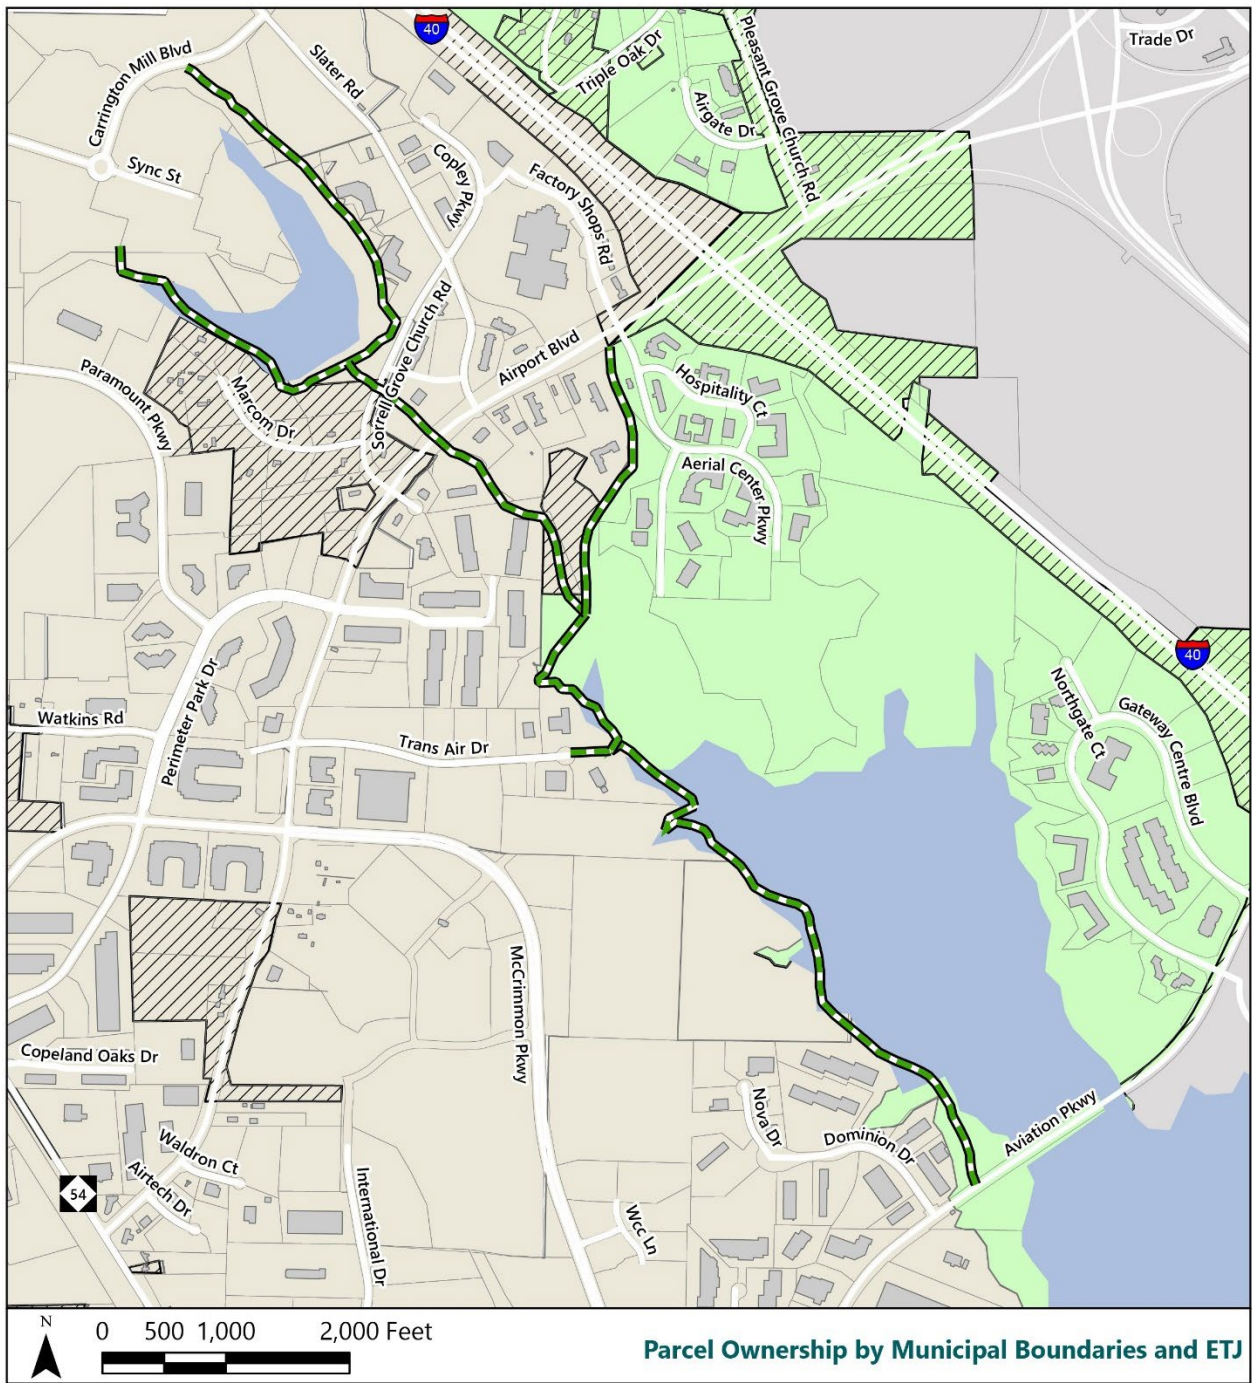 40
Carrington Mill Blvd
Slater Rd
Triple Oak Dr
Pleasant Grove Church Rd
Trade Dr
Airgate Dr
Sync St
Copley Pkwy
Factory Shops Rd
Sorrell Grove Church Rd
Airport Blvd
Paramount Pkwy
Marcom Dr
Hospitality Ct
Aerial Center Pkwy
40
Perimeter Park Dr
Watkins Rd
Trans Air Dr
Northgate Ct
Gateway Centre Blvd
McCrimmon Pkwy
Copeland Oaks Dr
Nova Dr
Dominion Dr
Aviation Pkwy
Waldron Ct
54
Airtech Dr
International Dr
Wcc Ln
N
0 500 1,000 2,000 Feet
Parcel Ownership by Municipal Boundaries and ETJ